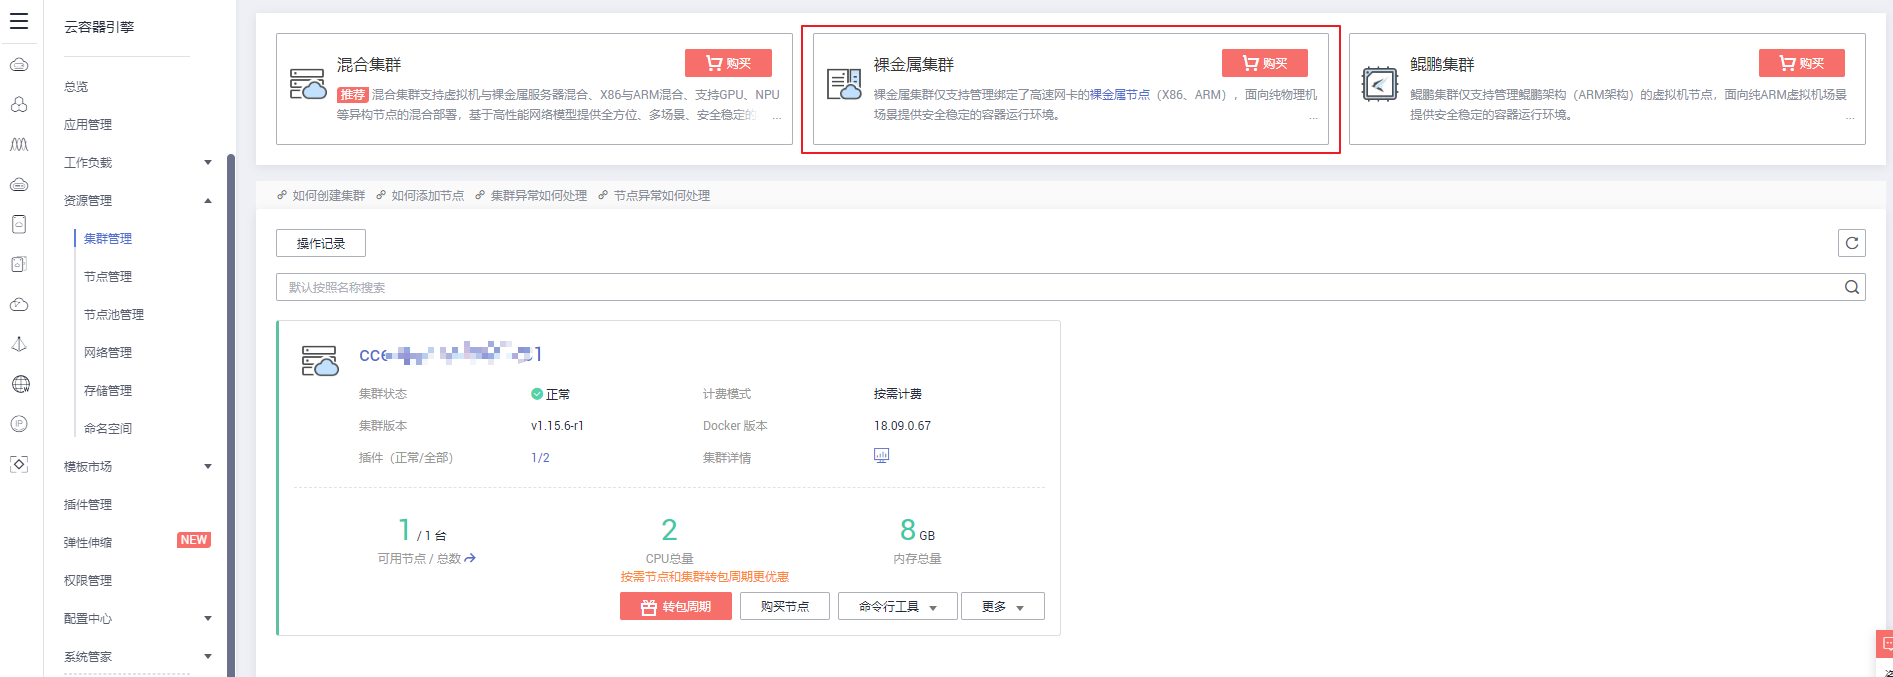 云容器引擎
总览
应用管理
工作负载
资源管理
集群管理
节点管理
节点池管理
网络管理
存储管理
命名空间
模板市场
插件管理
弹性伸缩 NEW
权限管理
配置中心
系统管家
混合集群
购买
推荐 混合集群支持虚拟机与裸金属服务器混合、X86与ARM混合、支持GPU、NPU
等异构节点的混合部署，基于高性能网络模型提供全方位、多场景、安全稳定的 ...
裸金属集群
购买
裸金属集群仅支持管理绑定了高速网卡的裸金属节点（X86、ARM），面向纯物理机
场景提供安全稳定的容器运行环境。 ...
鲲鹏集群
购买
鲲鹏集群仅支持管理鲲鹏架构（ARM架构）的虚拟机节点，面向纯ARM虚拟机场景
提供安全稳定的容器运行环境。 ...
如何创建集群 如何添加节点 集群异常如何处理 节点异常如何处理
操作记录
默认按照名称搜索
集群状态 正常 计费模式 按需计费
集群版本 v1.15.6-r1 Docker 版本 18.09.0.67
插件（正常/全部） 1/2 集群详情
1 / 1 台 2 8 GB
可用节点 / 总数 CPU总量 内存总量
按需节点和集群转包周期更优惠
转包周期 购买节点 命令行工具 更多
IP